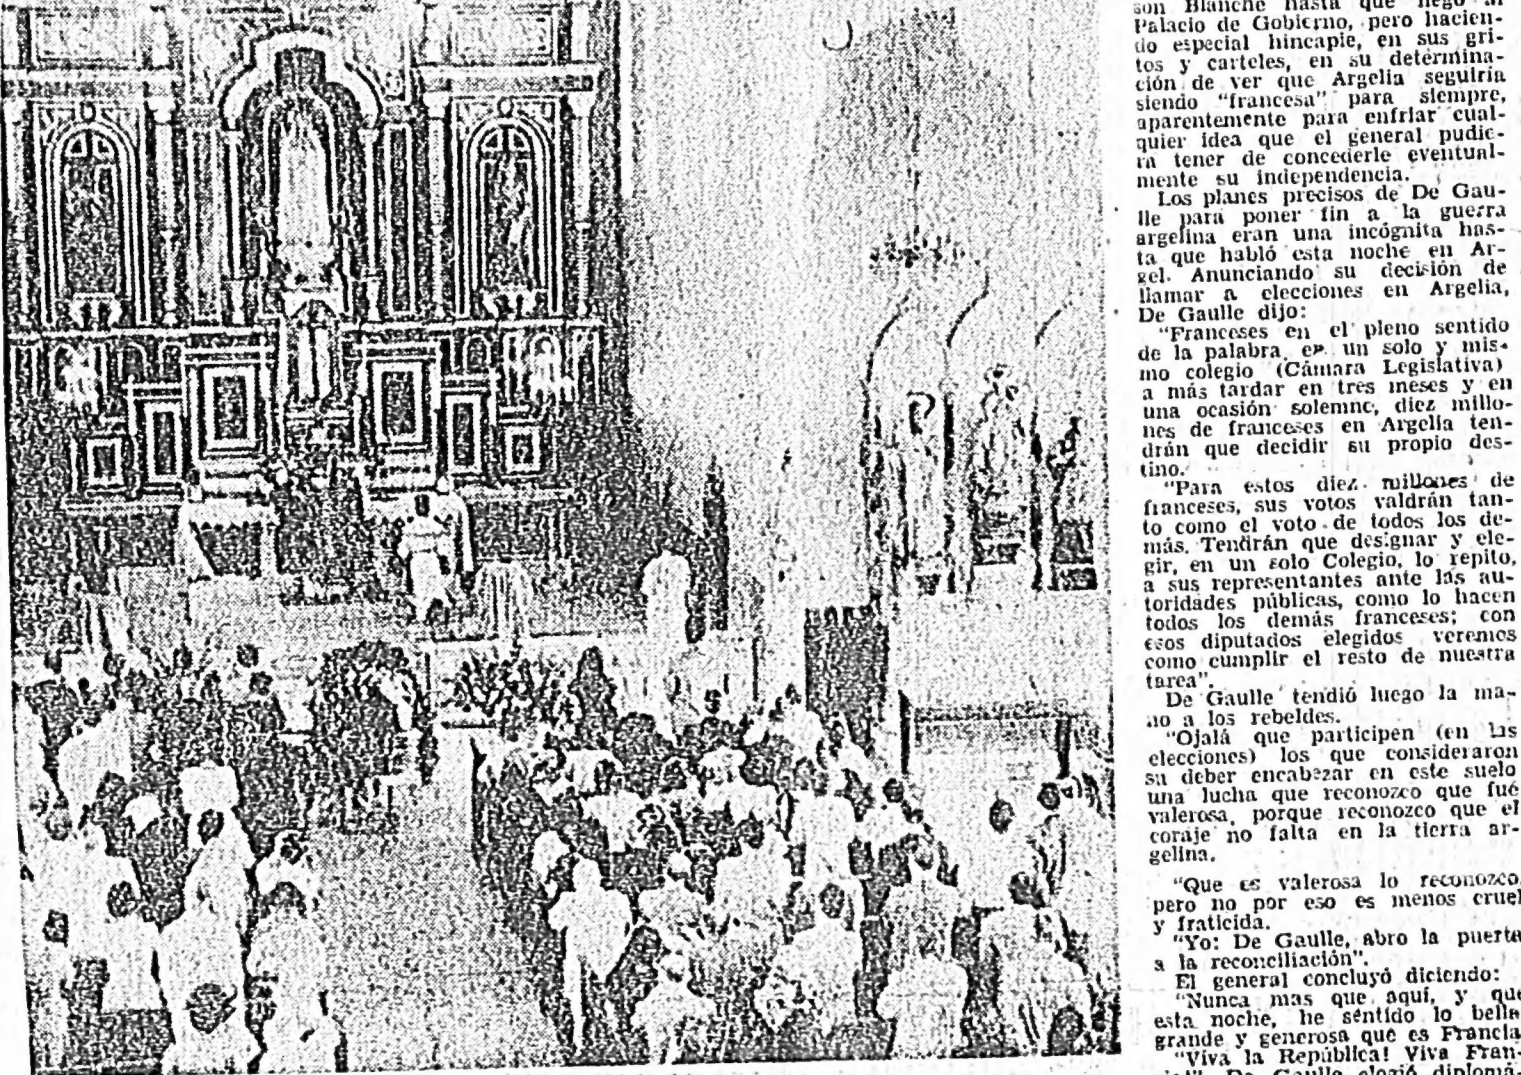 son Blanche hasta que llegó al
Palacio de Gobierno, pero hacien-
do especial hincapie, en sus gri-
tos y carteles, en su determina-
ción de ver que Argelia seguiría
siendo "francesa" para siempre,
aparentemente para enfriar cual-
quier idea que el general pudie-
ra tener de concederle eventual-
mente su independencia.
Los planes precisos de De Gau-
lle para poner fin a la guerra
argelina eran una incógnita has-
ta que habló esta noche en Ar-
gel. Anunciando su decisión de
llamar a elecciones en Argelia,
De Gaulle dijo:
"Franceses en el pleno sentido
de la palabra, en un solo y mis-
mo colegio (Cámara Legislativa)
a más tardar en tres meses y en
una ocasión solemne, diez millo-
nes de franceses en Argelia ten-
drán que decidir su propio des-
tino.
"Para estos diez millones de
franceses, sus votos valdrán tan-
to como el voto de todos los de-
más. Tendrán que designar y ele-
gir, en un solo Colegio, lo repito,
a sus representantes ante las au-
toridades públicas, como lo hacen
todos los demás franceses; con
esos diputados elegidos veremos
como cumplir el resto de nuestra
tarea".
De Gaulle tendió luego la ma-
no a los rebeldes.
"Ojalá que participen (en las
elecciones) los que consideraron
su deber encabezar en este suelo
una lucha que reconozco que fué
valerosa, porque reconozco que el
coraje no falta en la tierra ar-
gelina.
"Que es valerosa lo reconozco,
pero no por eso es menos cruel
y fraticida.
"Yo: De Gaulle, abro la puerta
a la reconciliación".
El general concluyó diciendo:
"Nunca mas que aquí, y que
esta noche, he sentido lo bella
grande y generosa que es Francia
"Viva la República! Viva Fran-
De Gaulle elogió diplomá-